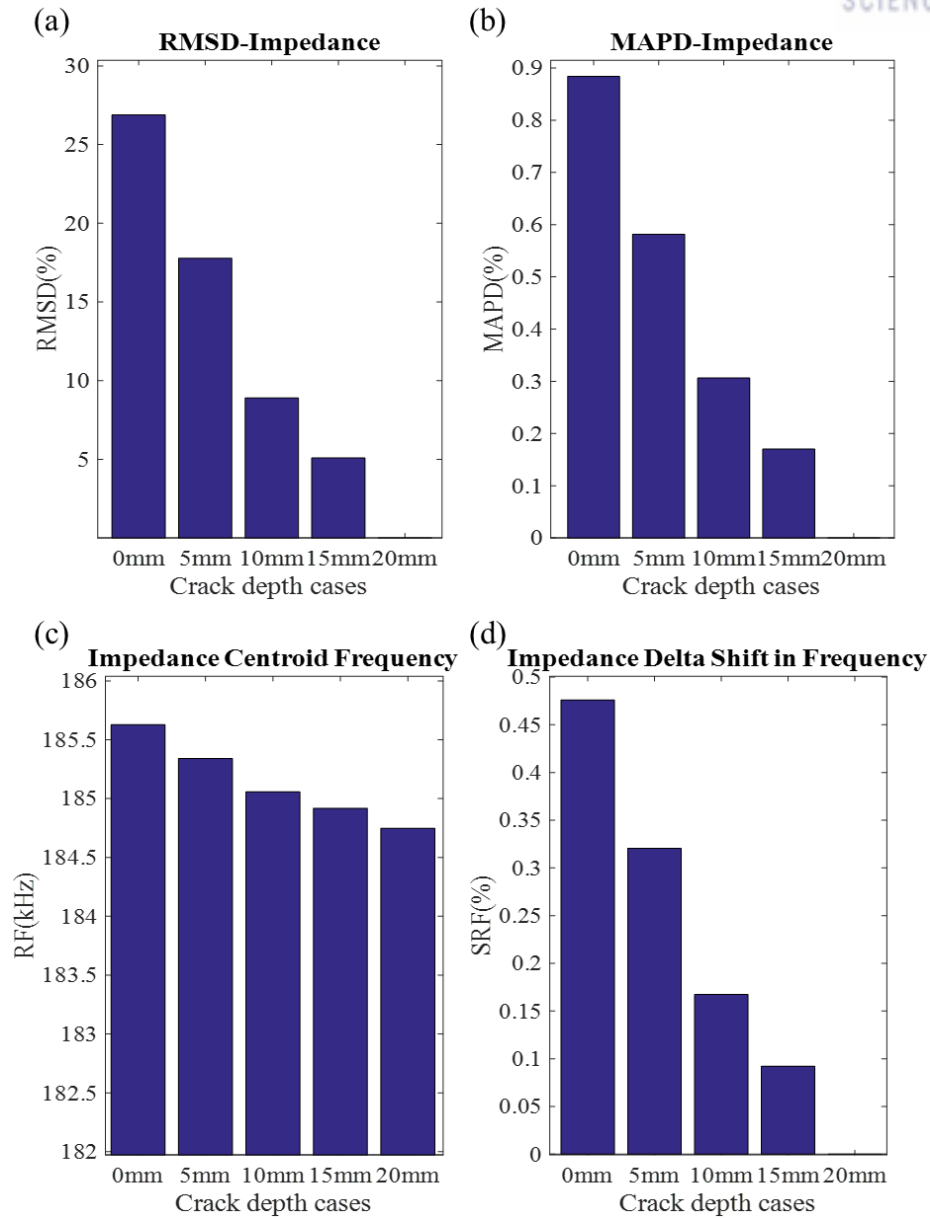 SCIENC
(a)
RMSD-Impedance
30
25
20
15
10
5
RMSD(%)
0mm 5mm 10mm 15mm 20mm
Crack depth cases
(b)
MAPD-Impedance
0.9
0.8
0.7
0.6
0.5
0.4
0.3
0.2
0.1
0
MAPD(%)
0mm 5mm 10mm 15mm 20mm
Crack depth cases
(c)
Impedance Centroid Frequency
186
185.5
185
184.5
184
183.5
183
182.5
182
RF(kHz)
0mm 5mm 10mm 15mm 20mm
Crack depth cases
(d)
Impedance Delta Shift in Frequency
0.5
0.45
0.4
0.35
0.3
0.25
0.2
0.15
0.1
0.05
0
SRF(%)
0mm 5mm 10mm 15mm 20mm
Crack depth cases